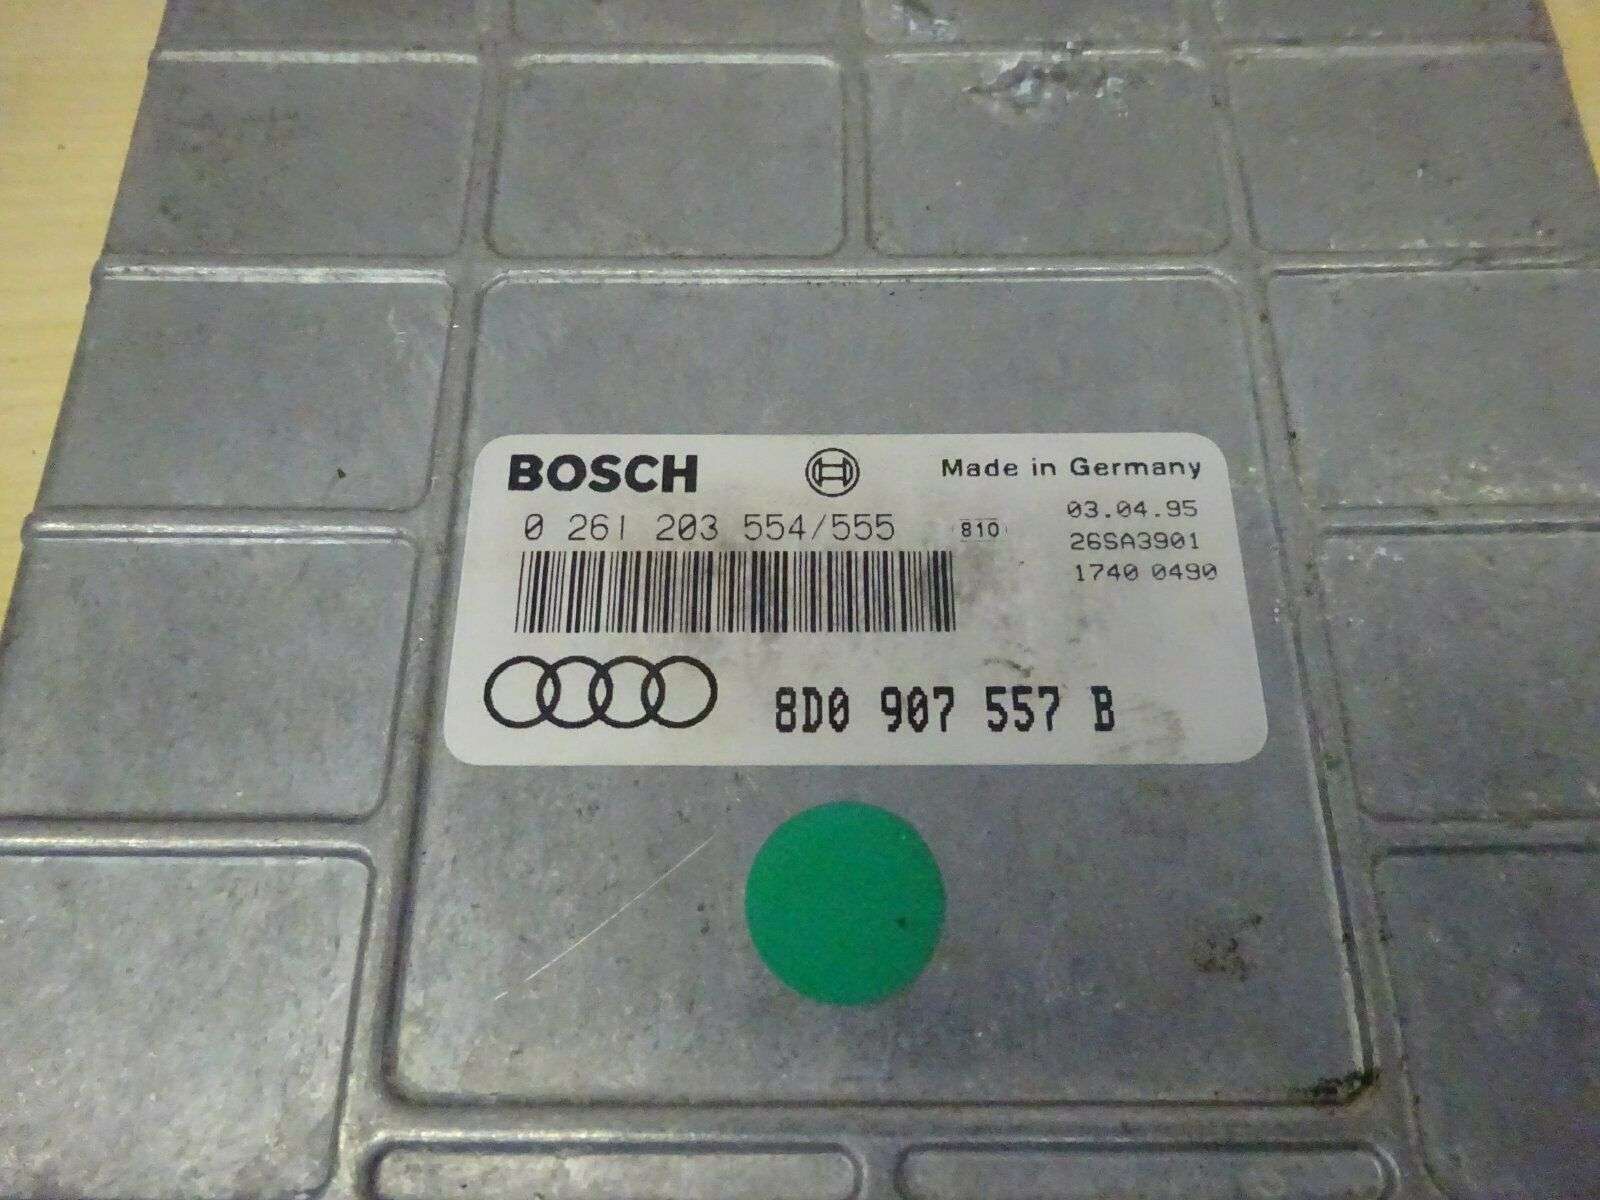 BOSCH
Made in Germany
0 261 203 554/555
810
03.04.95
26SA3901
1740 0490
8D0 907 557 B